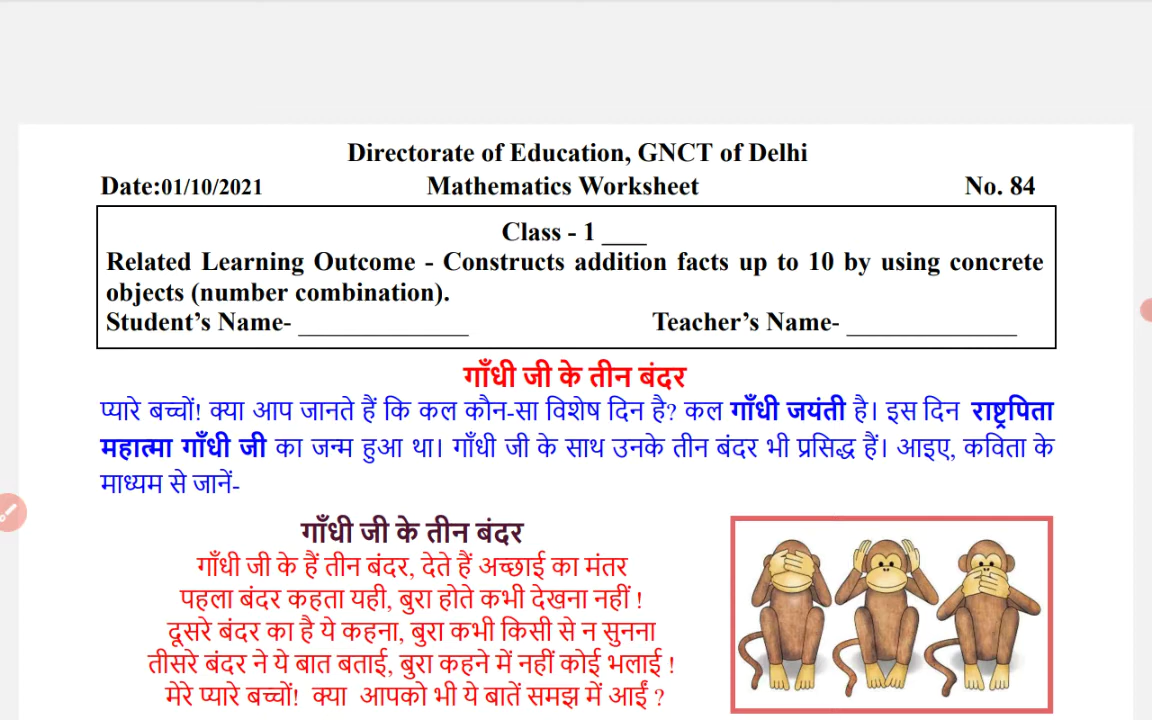 Directorate of Education, GNCT of Delhi
Date:01/10/2021 Mathematics Worksheet No. 84
Class - 1 ____
Related Learning Outcome - Constructs addition facts up to 10 by using concrete
objects (number combination).
Student’s Name- _____________ Teacher’s Name- _____________
गाँधी जी के तीन बंदर
प्यारे बच्चों! क्या आप जानते हैं कि कल कौन-सा विशेष दिन है? कल गाँधी जयंती है। इस दिन राष्ट्रपिता
महात्मा गाँधी जी का जन्म हुआ था। गाँधी जी के साथ उनके तीन बंदर भी प्रसिद्ध हैं। आइए, कविता के
माध्यम से जानें-
गाँधी जी के तीन बंदर
गाँधी जी के हैं तीन बंदर, देते हैं अच्छाई का मंतर
पहला बंदर कहता यही, बुरा होते कभी देखना नहीं !
दूसरे बंदर का है ये कहना, बुरा कभी किसी से न सुनना
तीसरे बंदर ने ये बात बताई, बुरा कहने में नहीं कोई भलाई !
मेरे प्यारे बच्चों! क्या आपको भी ये बातें समझ में आईं ?